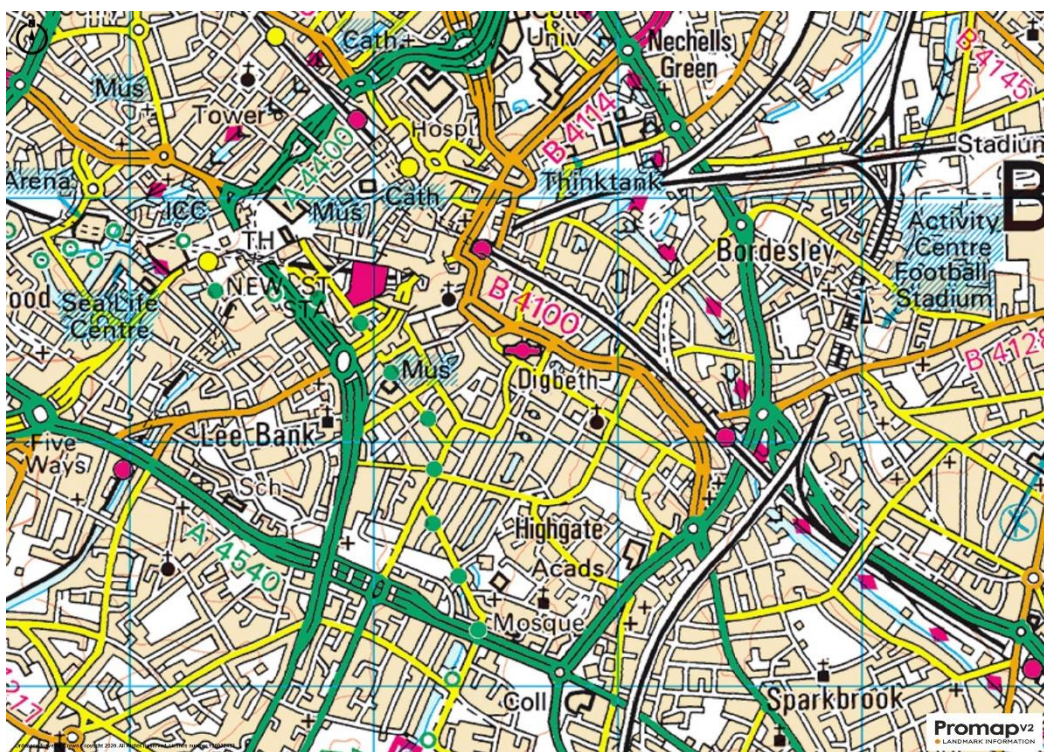 Cath
Univ
Nechells
Green
B 4145
Mus
Tower
B 4114
Hospl
A 4400
Stadium
Arena
Thinktank
ICC
Mus
Cath
B
TH
Bordesley
Activity
Centre
Football
Stadium
NEW ST
ST
Sea Life
Centre
B 4100
B 4128
Mus
Digbeth
Lee Bank
Five
Ways
Sch
Highgate
Acads
A 4540
Mosque
Coll
Sparkbrook
Promap V2
LANDMARK INFORMATION